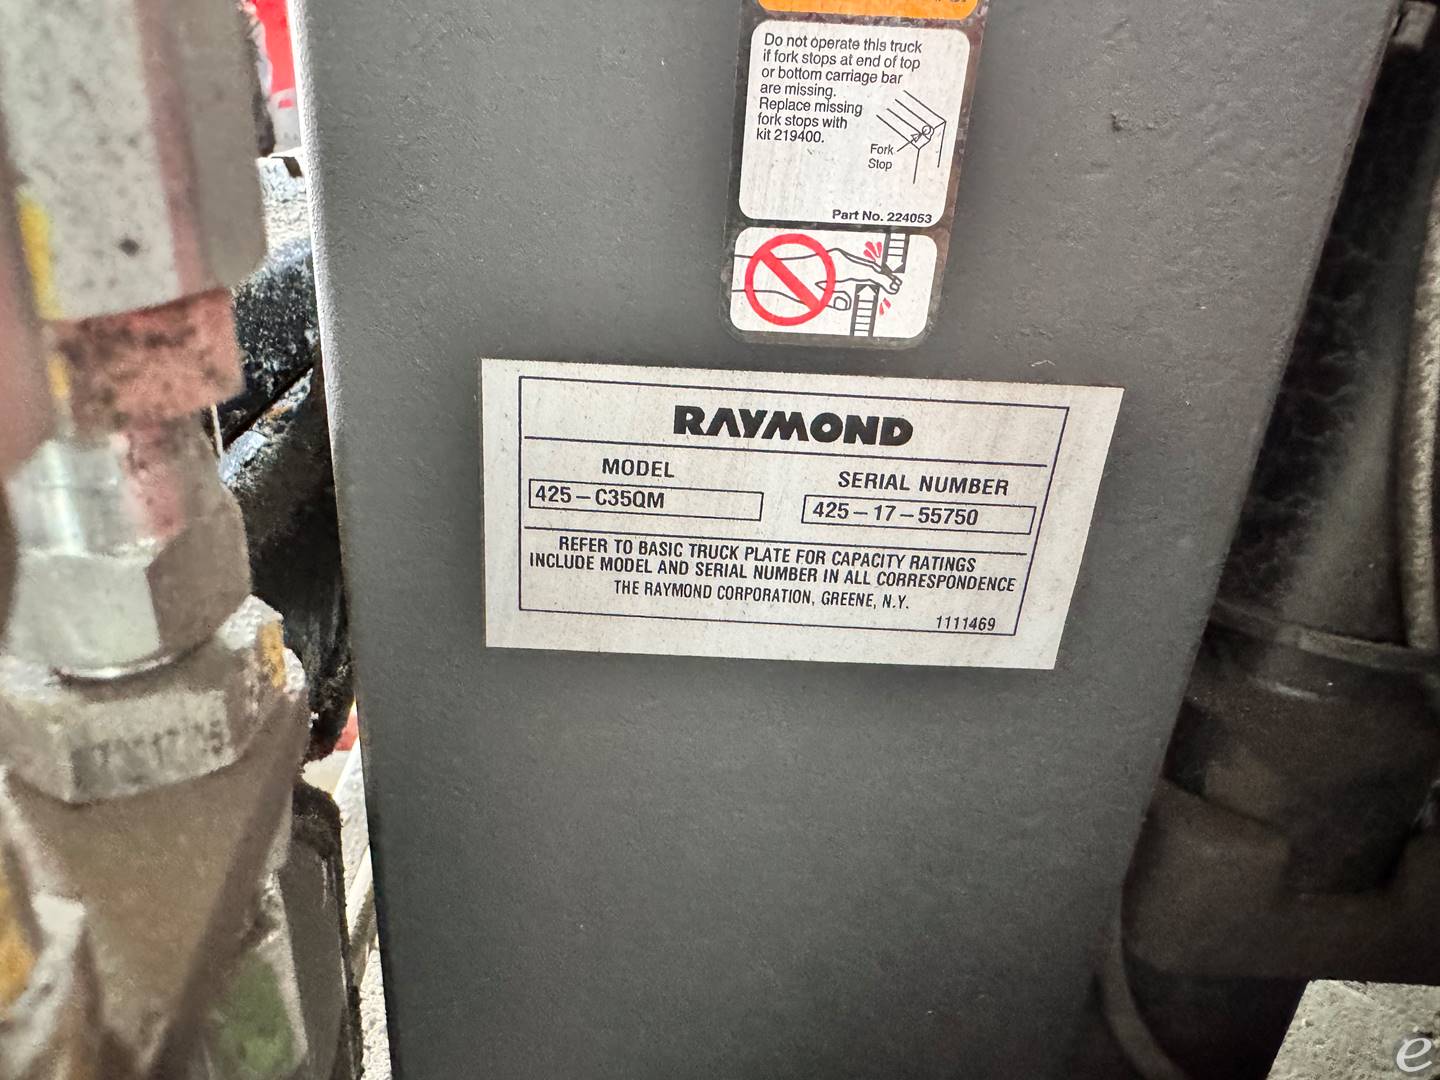 Do not operate this truck
if fork stops at end of top
or bottom carriage bar
are missing.
Replace missing
fork stops with
kit 219400.
Fork
Stop
Part No. 224053
RAYMOND
MODEL
SERIAL NUMBER
425-C35QM
425-17-55750
REFER TO BASIC TRUCK PLATE FOR CAPACITY RATINGS
INCLUDE MODEL AND SERIAL NUMBER IN ALL CORRESPONDENCE
THE RAYMOND CORPORATION, GREENE, N.Y.
1111469
e